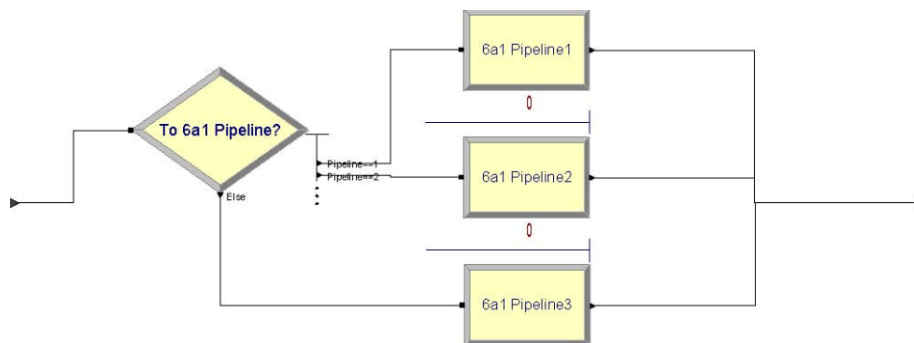 6a1 Pipeline1
0
To 6a1 Pipeline?
Pipeline==1
Pipeline==2
6a1 Pipeline2
Else
0
6a1 Pipeline3